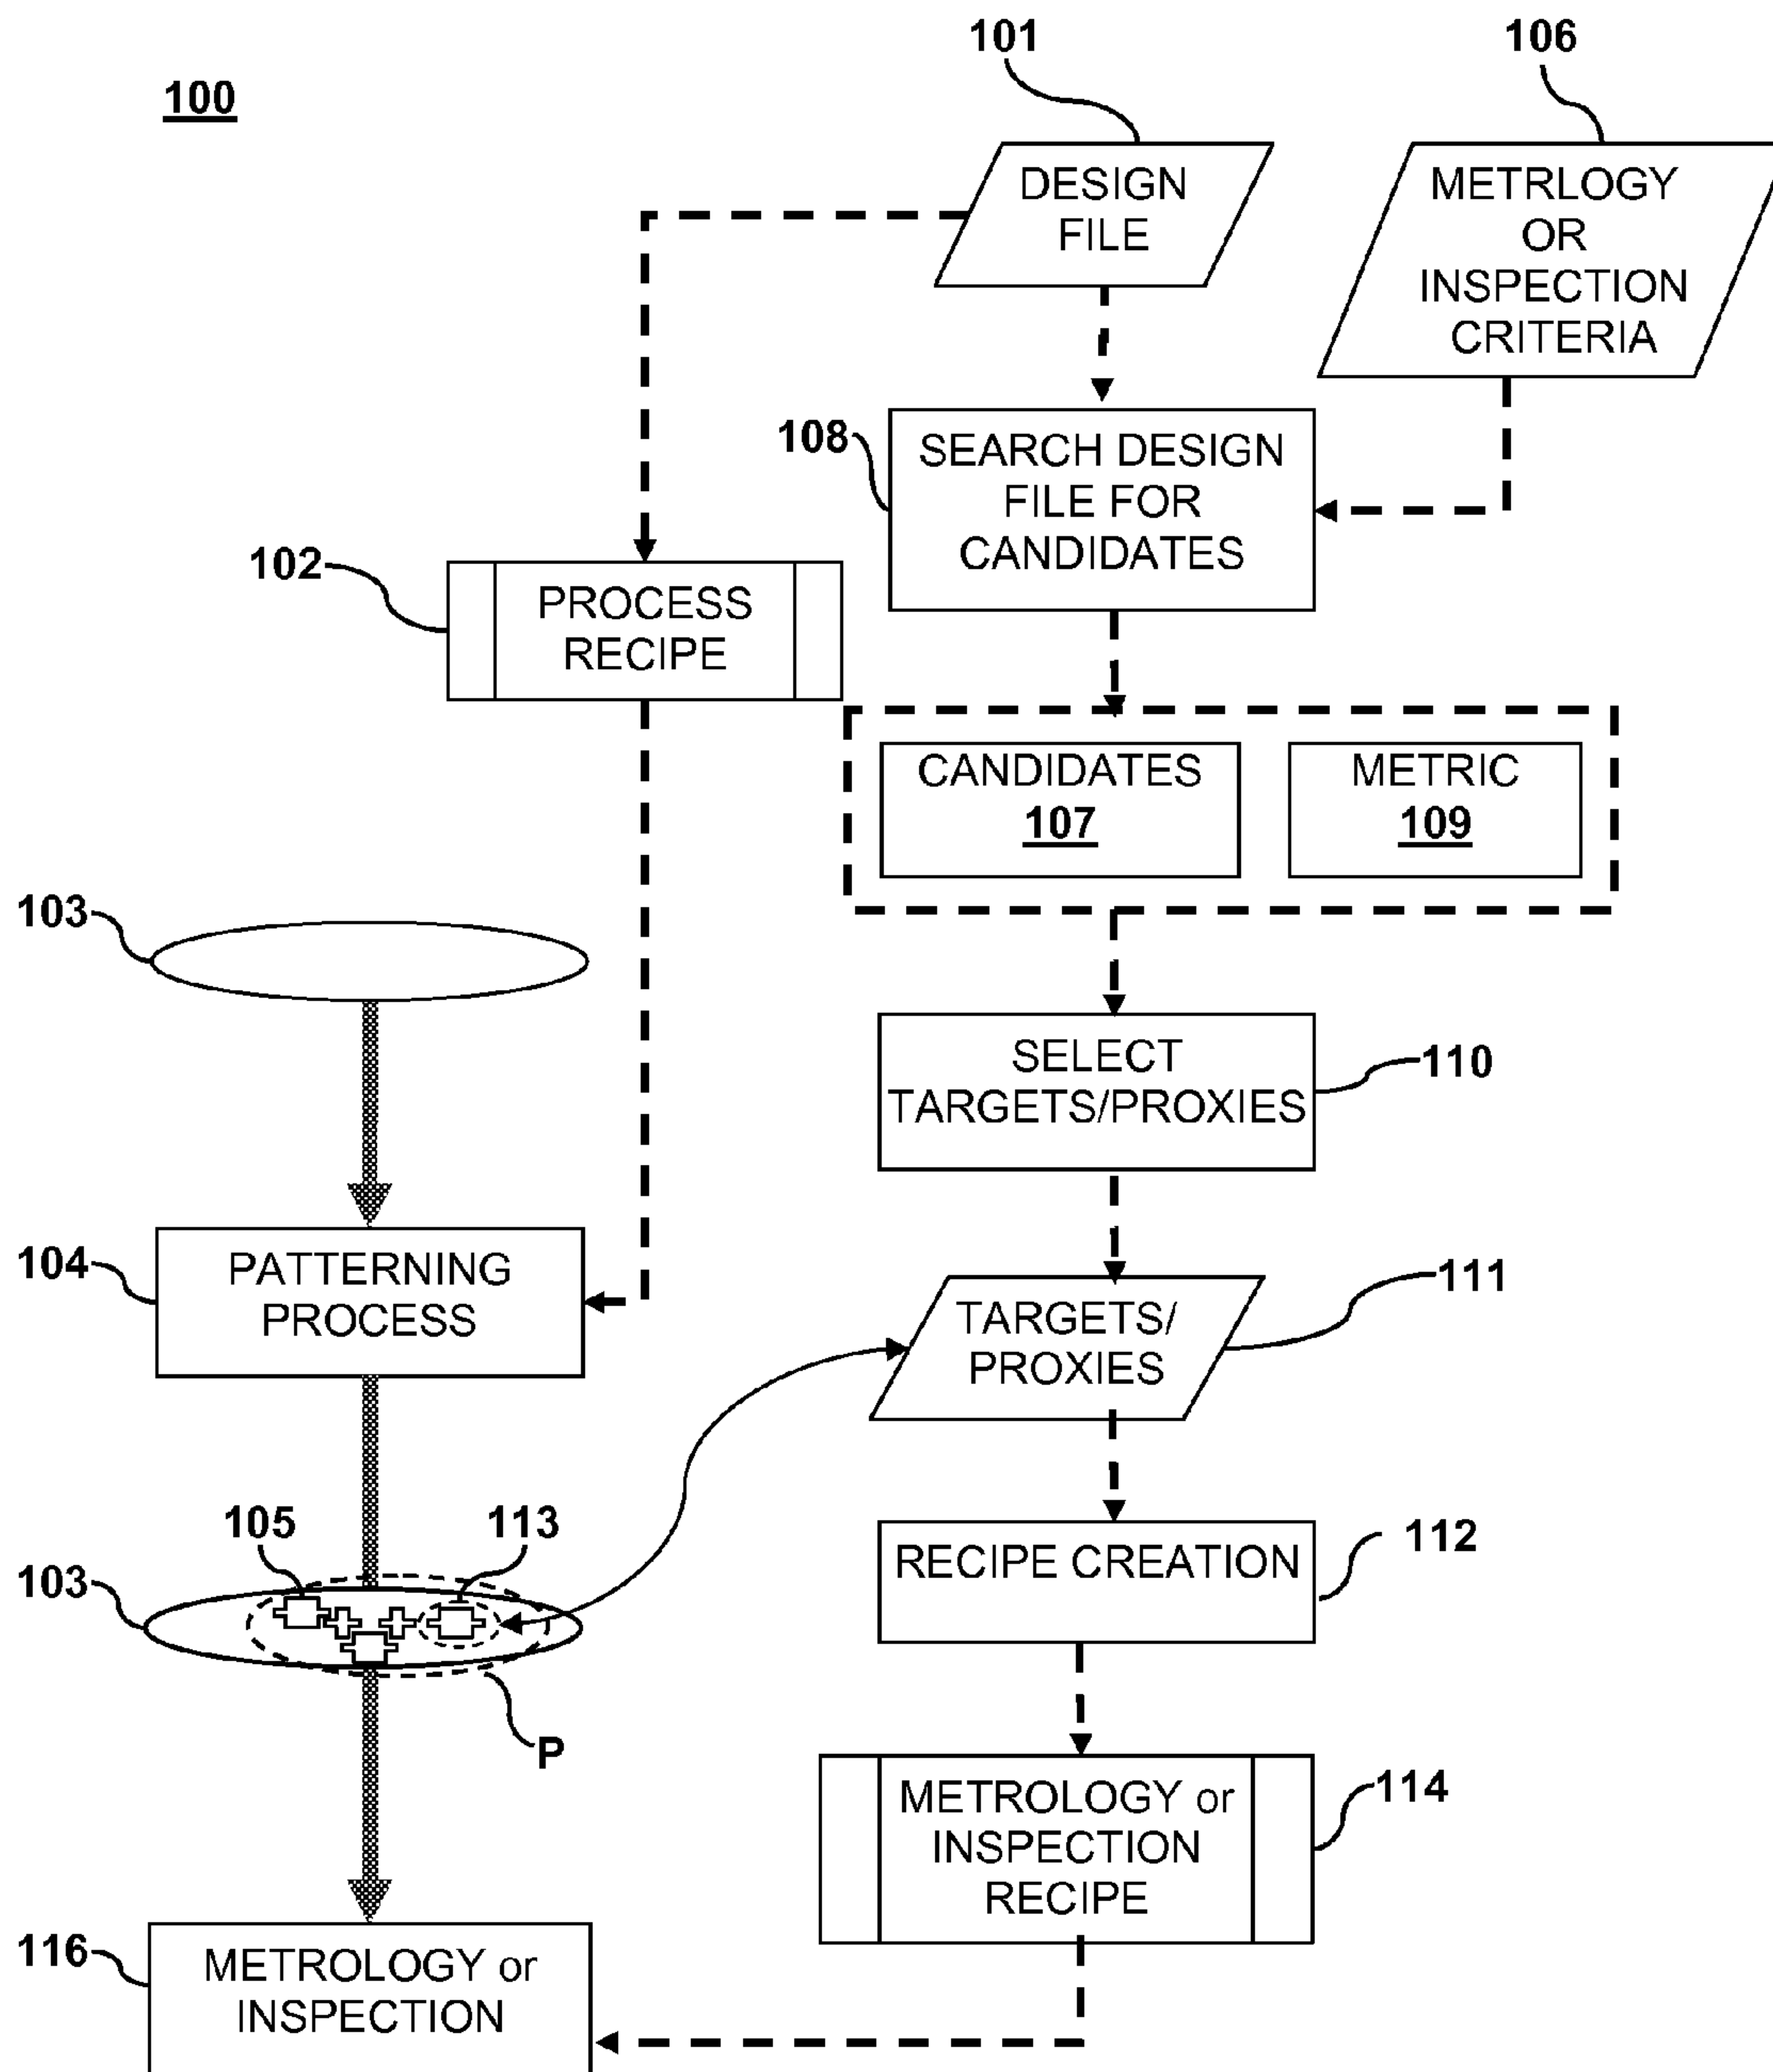 101
106
100
DESIGN
FILE
METRLOGY
OR
INSPECTION
CRITERIA
108
SEARCH DESIGN
FILE FOR
CANDIDATES
102
PROCESS
RECIPE
CANDIDATES
107
METRIC
109
103
SELECT
TARGETS/PROXIES
110
104
PATTERNING
PROCESS
111
TARGETS/
PROXIES
105
113
103
RECIPE CREATION
112
P
METROLOGY or
INSPECTION
RECIPE
114
116
METROLOGY or
INSPECTION